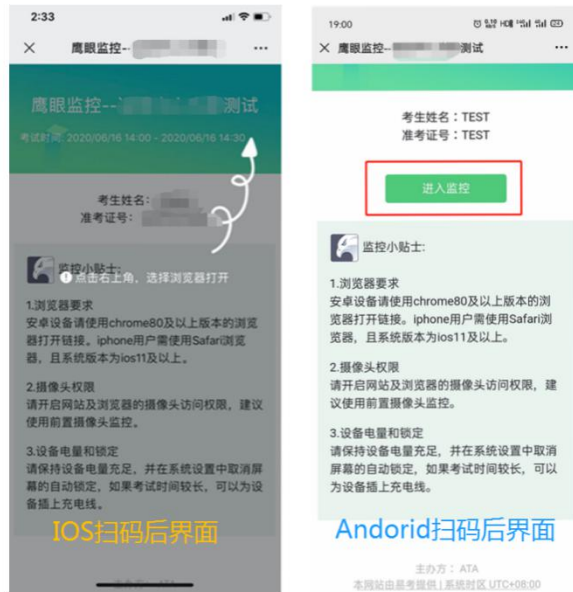 2:33
鹰眼监控--
鹰眼监控-- 测试
考试时间: 2020/06/16 14:00 - 2020/06/16 14:30
考生姓名:
准考证号:
监控小贴士:
点击右上角，选择浏览器打开
1.浏览器要求
安卓设备请使用chrome80及以上版本的浏览
器打开链接。iphone用户需使用Safari浏览
器，且系统版本为ios11及以上。
2.摄像头权限
请开启网站及浏览器的摄像头访问权限，建议
使用前置摄像头监控。
3.设备电量和锁定
请保持设备电量充足，并在系统设置中取消屏
幕的自动锁定，如果考试时间较长，可以为设
备插上充电线。
IOS扫码后界面
19:00
鹰眼监控-- 测试
考生姓名：TEST
准考证号：TEST
进入监控
监控小贴士:
1.浏览器要求
安卓设备请使用chrome80及以上版本的浏
览器打开链接。iphone用户需使用Safari浏
览器，且系统版本为ios11及以上。
2.摄像头权限
请开启网站及浏览器的摄像头访问权限，建
议使用前置摄像头监控。
3.设备电量和锁定
请保持设备电量充足，并在系统设置中取消
屏幕的自动锁定，如果考试时间较长，可以
为设备插上充电线。
Andorid扫码后界面
主办方： ATA
本网站由易考提供 | 系统时区 UTC+08:00